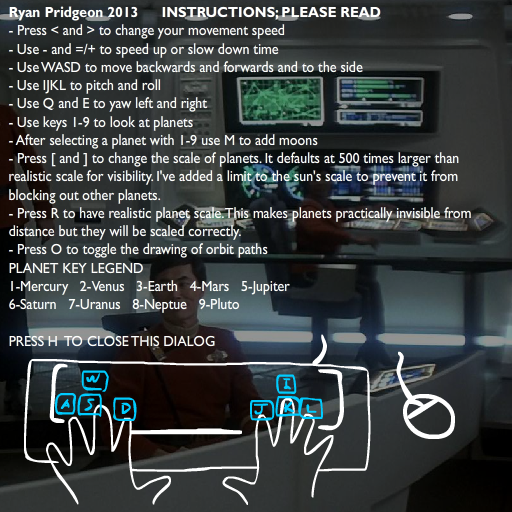 Ryan Pridgeon 2013 INSTRUCTIONS; PLEASE READ
- Press < and > to change your movement speed
- Use - and =/+ to speed up or slow down time
- Use WASD to move backwards and forwards and to the side
- Use IJKL to pitch and roll
- Use Q and E to yaw left and right
- Use keys 1-9 to look at planets
- After selecting a planet with 1-9 use M to add moons
- Press [ and ] to change the scale of planets. It defaults at 500 times larger than
realistic scale for visibility. I've added a limit to the sun's scale to prevent it from
blocking out other planets.
- Press R to have realistic planet scale. This makes planets practically invisible from
distance but they will be scaled correctly.
- Press O to toggle the drawing of orbit paths
PLANET KEY LEGEND
1-Mercury 2-Venus 3-Earth 4-Mars 5-Jupiter
6-Saturn 7-Uranus 8-Neptue 9-Pluto
PRESS H TO CLOSE THIS DIALOG
W I
A S D J K L